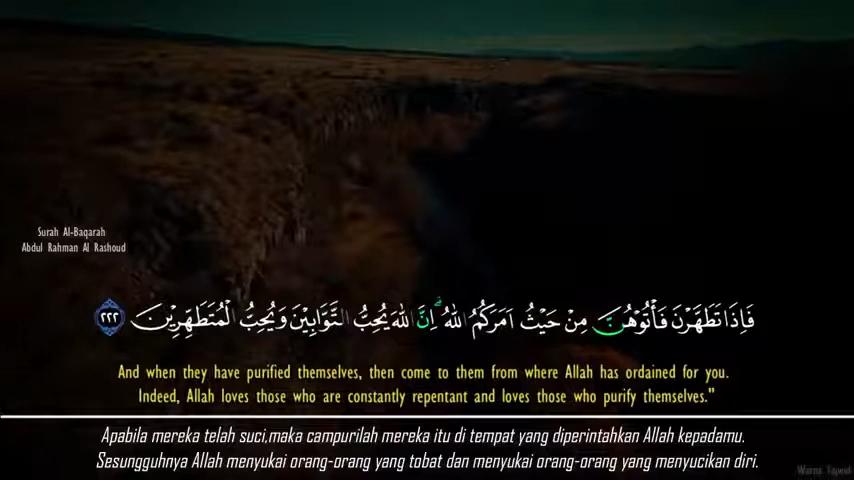 Surah Al-Baqarah
Abdul Rahman Al Rashoud
فَاِذَا تَطَهَّرْنَ فَأْتُوْهُنَّ مِنْ حَيْثُ اَمَرَكُمُ اللّٰهُ ۗ اِنَّ اللّٰهَ يُحِبُّ التَّوَّابِيْنَ وَيُحِبُّ الْمُتَطَهِّرِيْنَ ٢٢٢
And when they have purified themselves, then come to them from where Allah has ordained for you.
Indeed, Allah loves those who are constantly repentant and loves those who purify themselves."
Apabila mereka telah suci,maka campurilah mereka itu di tempat yang diperintahkan Allah kepadamu.
Sesungguhnya Allah menyukai orang-orang yang tobat dan menyukai orang-orang yang menyucikan diri.
Warna Tajwid